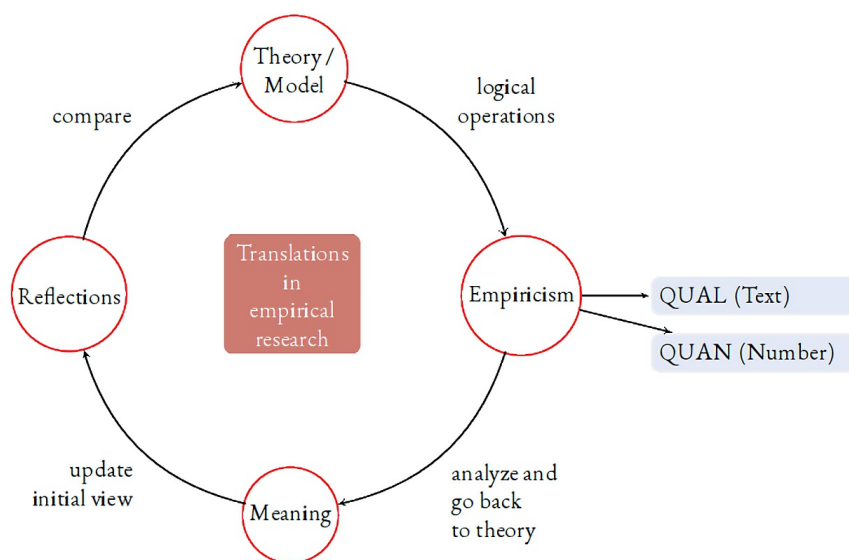 Theory /
Model
compare
logical
operations
Translations
in
empirical
research
Reflections
Empiricism
QUAL (Text)
QUAN (Number)
update
initial view
Meaning
analyze and
go back
to theory